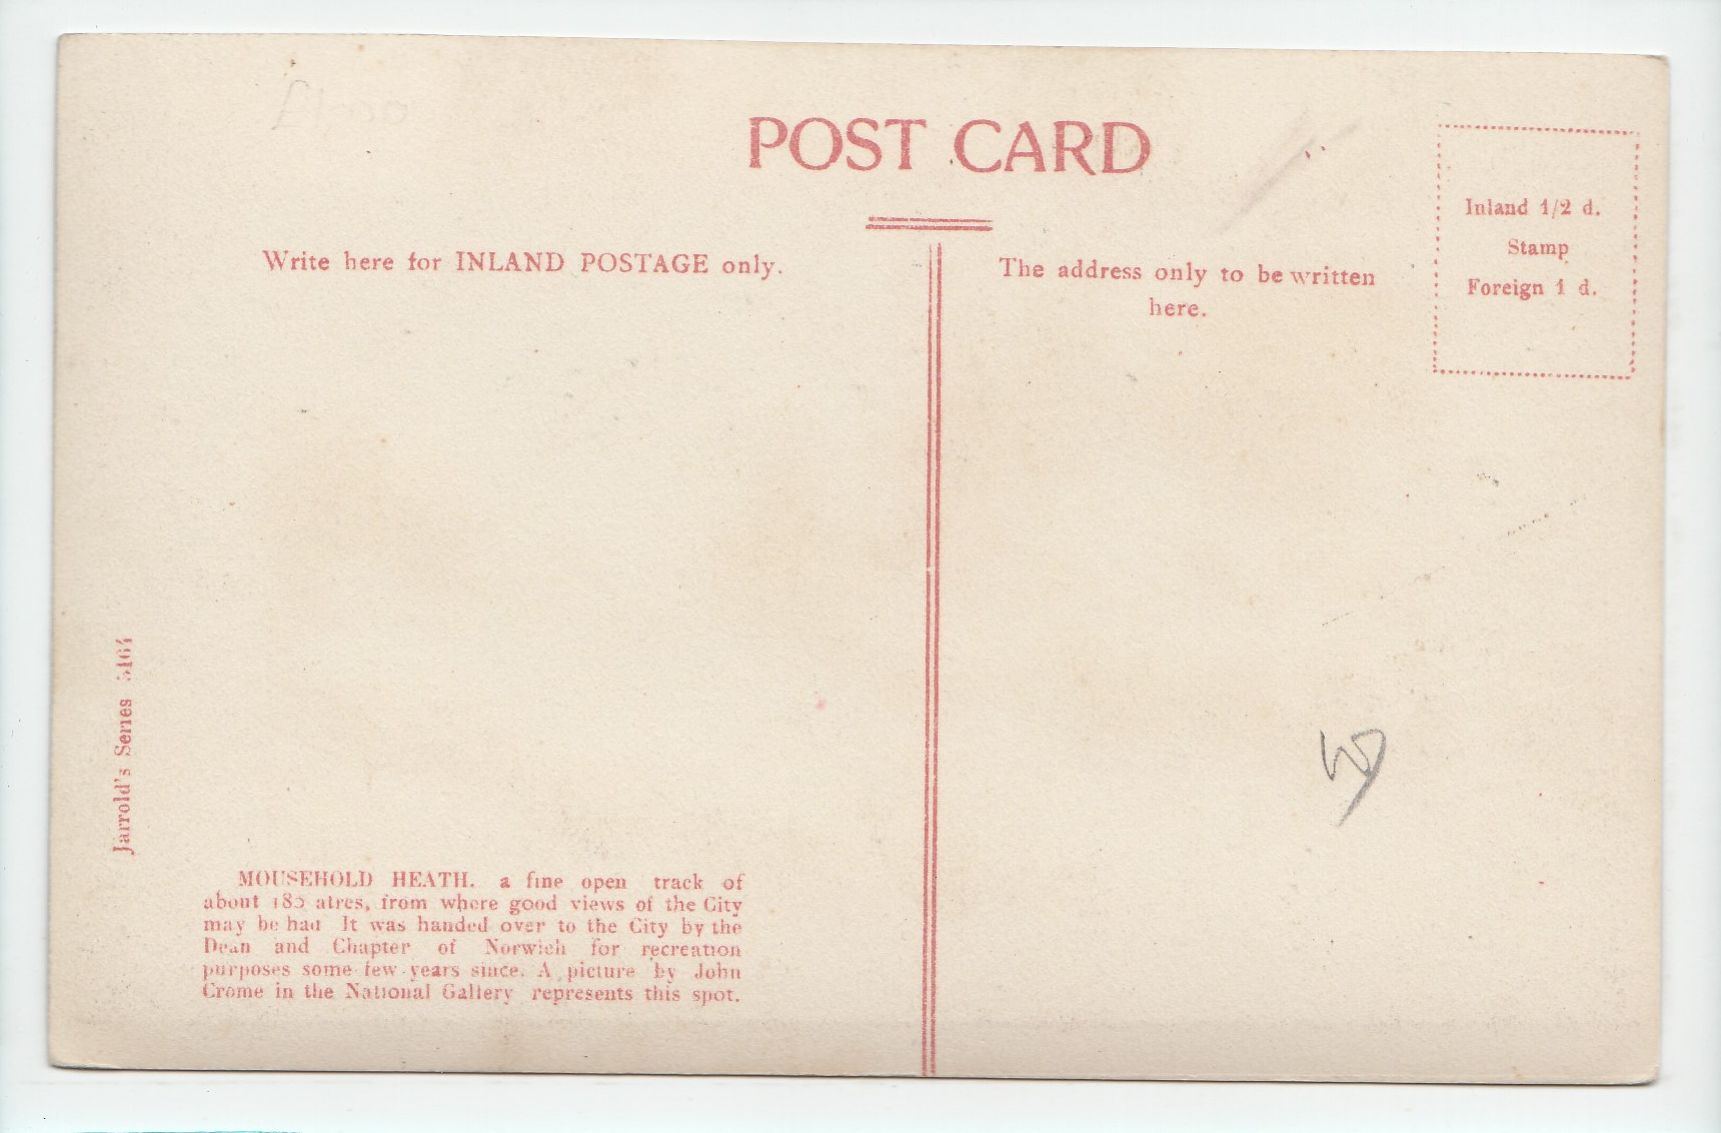 POST CARD
Write here for INLAND POSTAGE only.
The address only to be written
here.
Inland 1/2 d.
Stamp
Foreign 1 d.
Jarrold's Series
MOUSEHOLD HEATH. a fine open track of
about 185 atres, from where good views of the City
may be had It was handed over to the City by the
Dean and Chapter of Norwich for recreation
purposes some few years since. A picture by John
Crome in the National Gallery represents this spot.